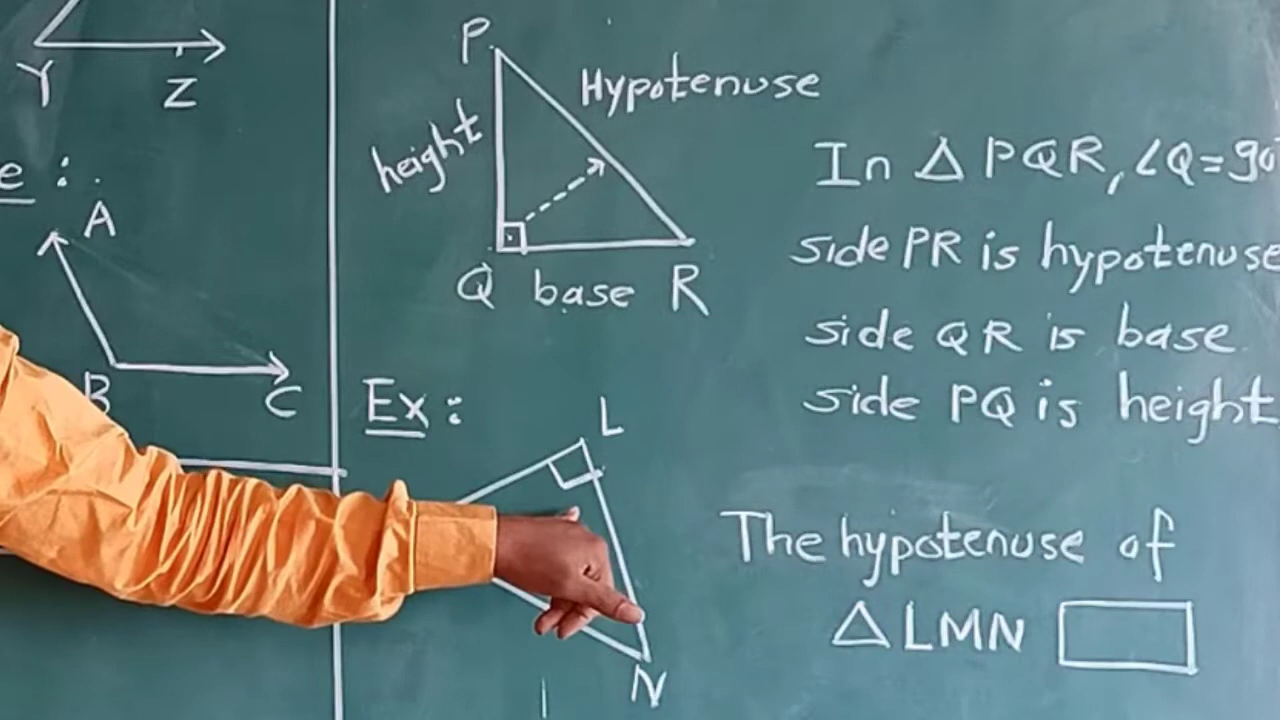 Y Z
e :
A
B C
P
Hypotenuse
height
Q base R
In △ PQR, ∠Q=90
side PR is hypotenuse
side QR is base
side PQ is height
Ex :
L
N
The hypotenuse of
△ LMN